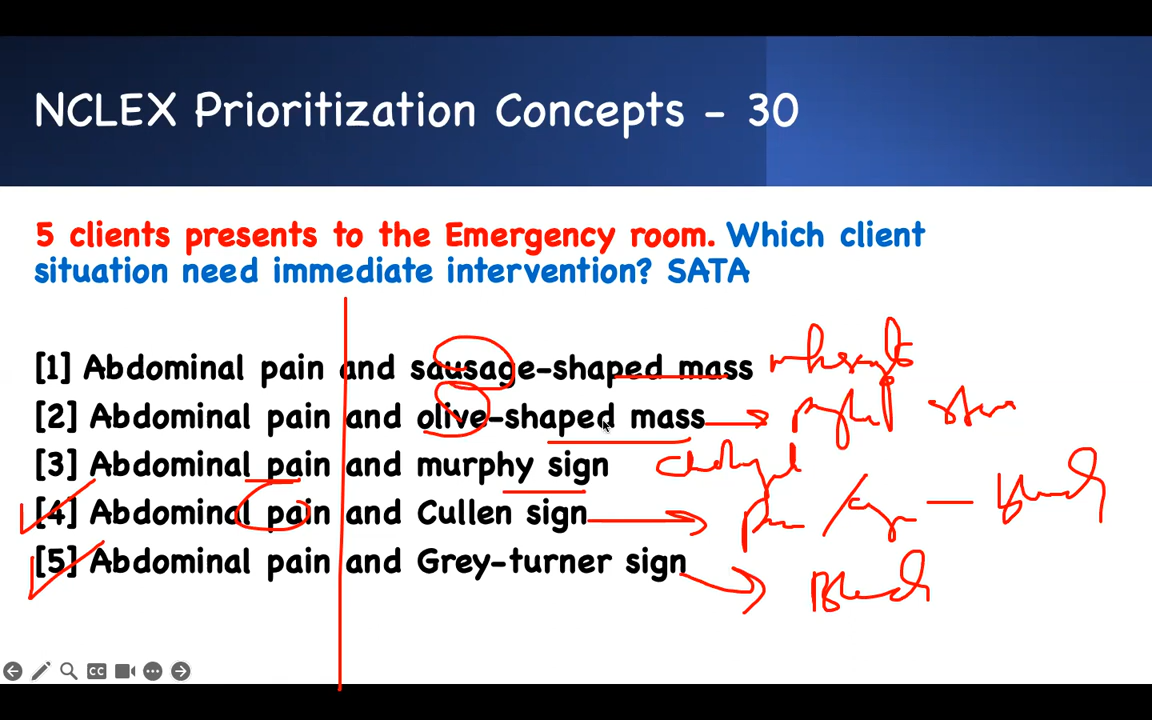 NCLEX Prioritization Concepts - 30
5 clients presents to the Emergency room. Which client
situation need immediate intervention? SATA
[1] Abdominal pain and sausage-shaped mass
[2] Abdominal pain and olive-shaped mass
[3] Abdominal pain and murphy sign
[4] Abdominal pain and Cullen sign
[5] Abdominal pain and Grey-turner sign
CC